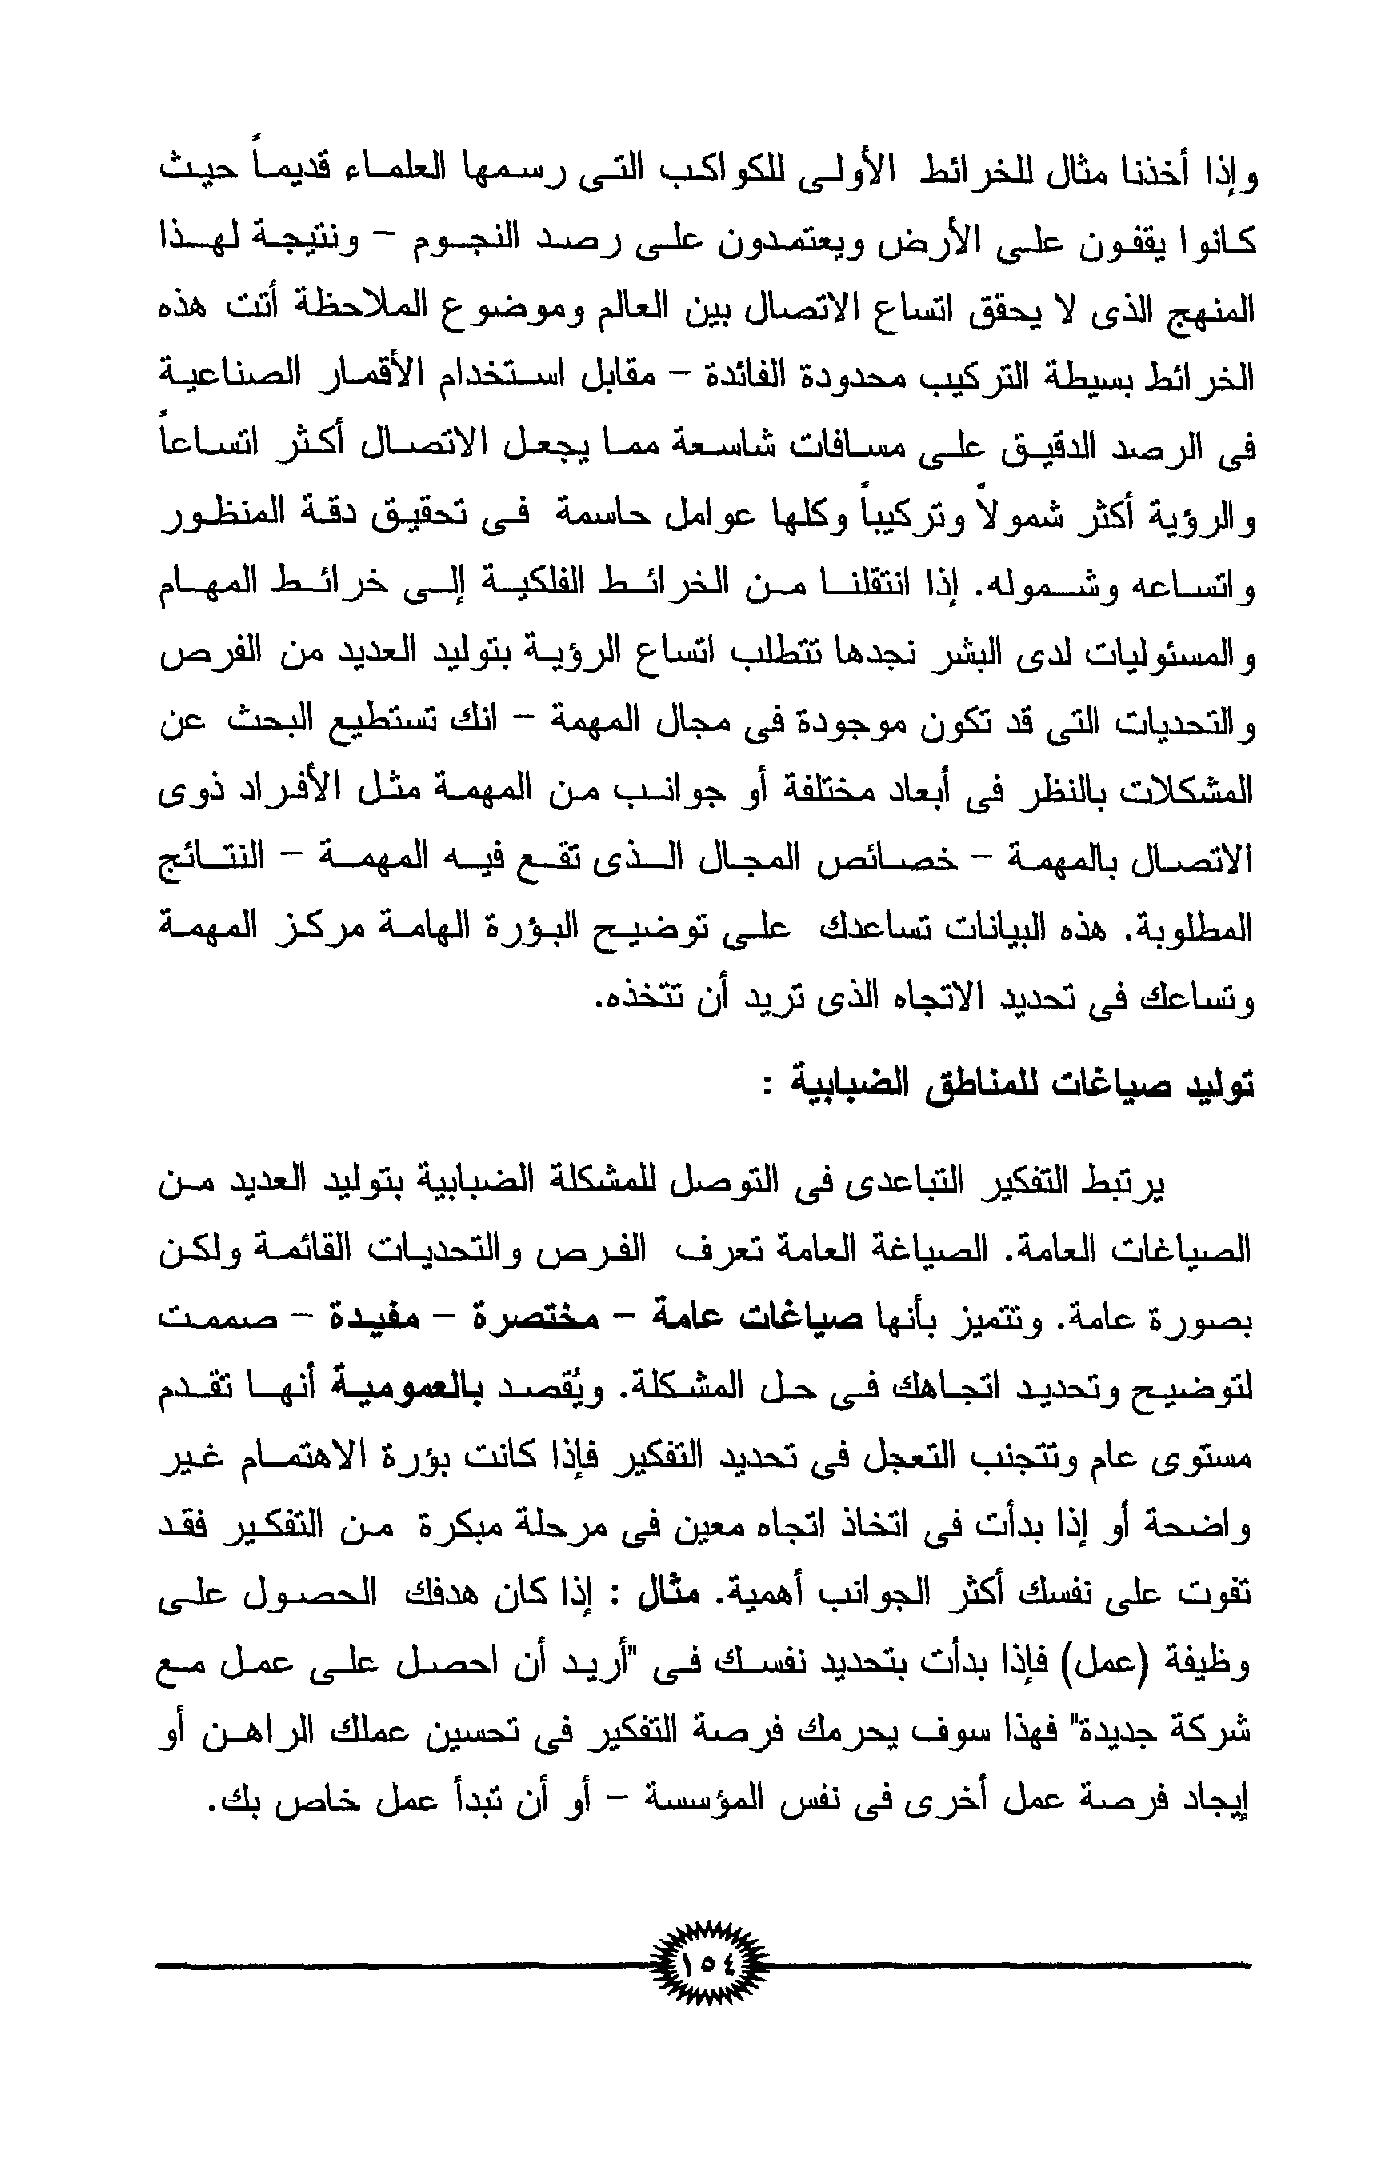 وإذا أخذنا مثال للخرائط الأولى للكواكب التى رسمها العلماء قديماً حيث
كانوا يقفون على الأرض ويعتمدون على رصد النجوم – ونتيجة لهذا
المنهج الذى لا يحقق اتساع الاتصال بين العالم وموضوع الملاحظة أتت هذه
الخرائط بسيطة التركيب محدودة الفائدة – مقابل استخدام الأقمار الصناعية
فى الرصد الدقيق على مسافات شاسعة مما يجعل الاتصال أكثر اتساعاً
والرؤية أكثر شمولاً وتركيباً وكلها عوامل حاسمة فى تحقيق دقة المنظور
واتساعه وشموله. إذا انتقلنا من الخرائط الفلكية إلى خرائط المهام
والمسئوليات لدى البشر نجدها تتطلب اتساع الرؤية بتوليد العديد من الفرص
والتحديات التى قد تكون موجودة فى مجال المهمة – انك تستطيع البحث عن
المشكلات بالنظر فى أبعاد مختلفة أو جوانب من المهمة مثل الأفراد ذوى
الاتصال بالمهمة – خصائص المجال الذى تقع فيه المهمة – النتائج
المطلوبة. هذه البيانات تساعدك على توضيح البؤرة الهامة مركز المهمة
وتساعك فى تحديد الاتجاه الذى تريد أن تتخذه.
توليد صياغات للمناطق الضبابية :
يرتبط التفكير التباعدى فى التوصل للمشكلة الضبابية بتوليد العديد من
الصياغات العامة. الصياغة العامة تعرف الفرص والتحديات القائمة ولكن
بصورة عامة. وتتميز بأنها صياغات عامة – مختصرة – مفيدة – صممت
لتوضيح وتحديد اتجاهك فى حل المشكلة. ويُقصد بالعمومية أنها تقدم
مستوى عام وتتجنب التعجل فى تحديد التفكير فإذا كانت بؤرة الاهتمام غير
واضحة أو إذا بدأت فى اتخاذ اتجاه معين فى مرحلة مبكرة من التفكير فقد
تفوت على نفسك أكثر الجوانب أهمية. مثال : إذا كان هدفك الحصول على
وظيفة (عمل) فإذا بدأت بتحديد نفسك فى "أريد أن احصل على عمل مع
شركة جديدة" فهذا سوف يحرمك فرصة التفكير فى تحسين عملك الراهن أو
إيجاد فرصة عمل أخرى فى نفس المؤسسة – أو أن تبدأ عمل خاص بك.
١٥٤